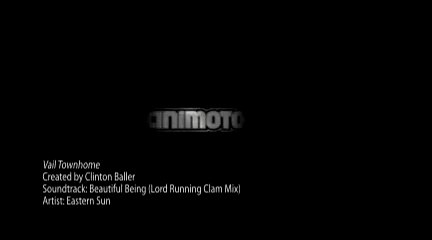 animoto
Vail Townhome
Created by Clinton Baller
Soundtrack: Beautiful Being (Lord Running Clam Mix)
Artist: Eastern Sun